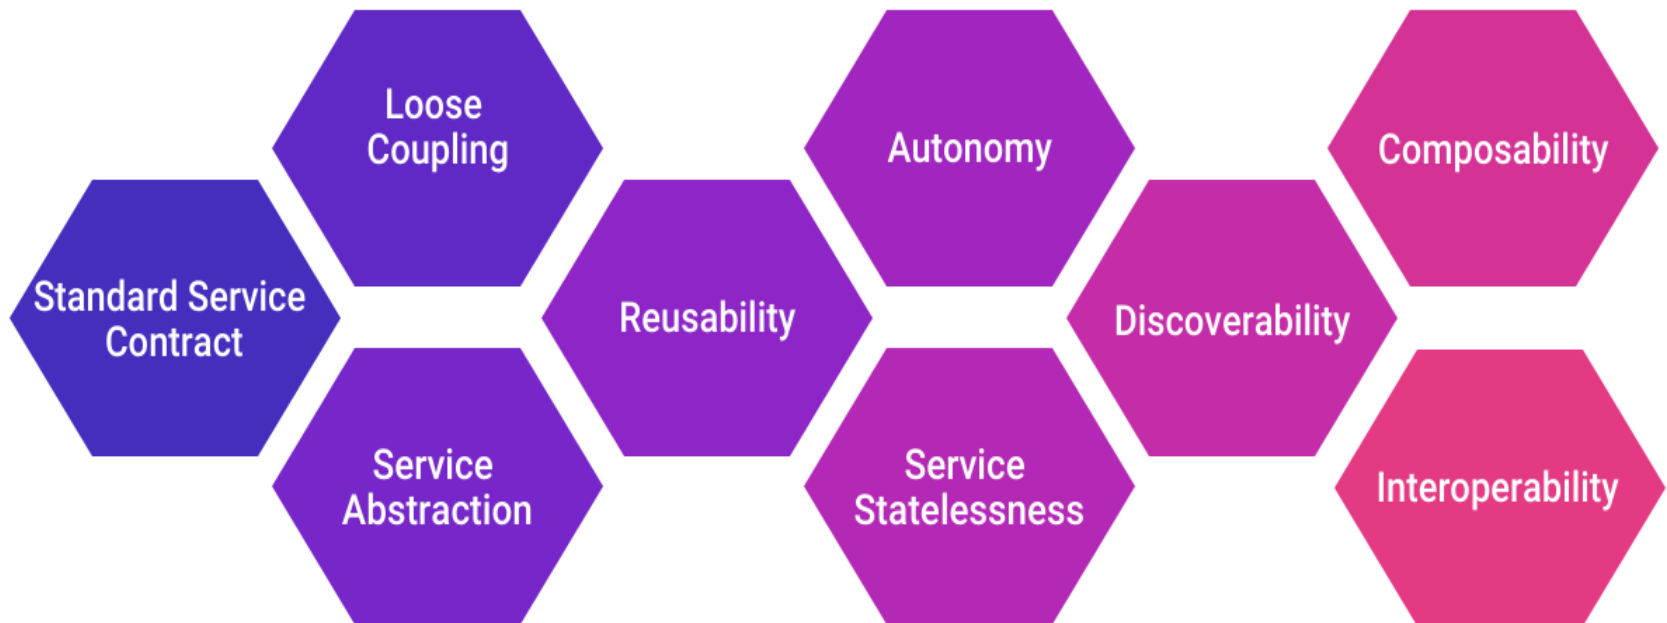 Loose
Coupling
Autonomy
Composability
Standard Service
Contract
Reusability
Discoverability
Service
Abstraction
Service
Statelessness
Interoperability